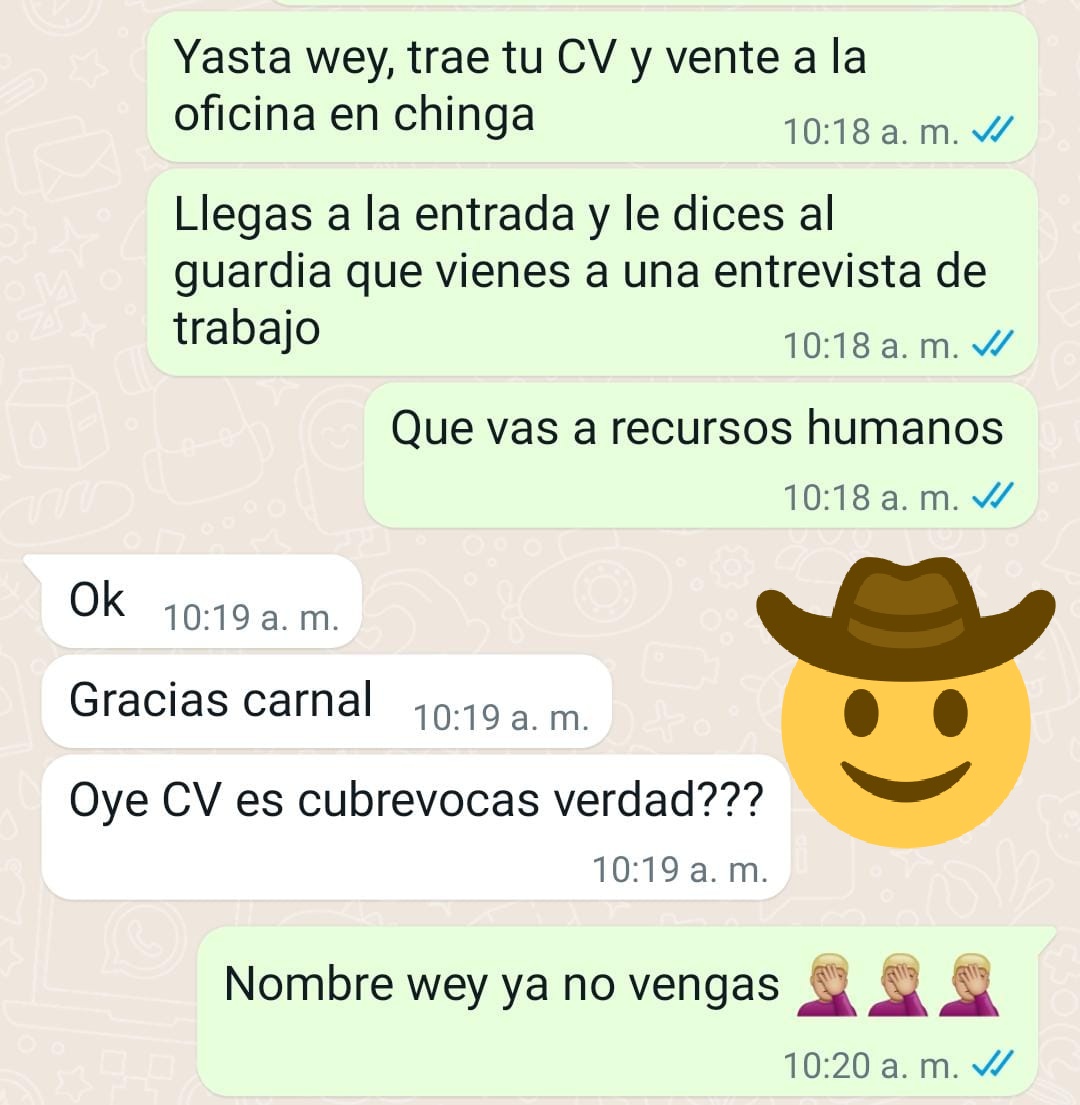 Yasta wey, trae tu CV y vente a la
oficina en chinga
10:18 a. m.
Llegas a la entrada y le dices al
guardia que vienes a una entrevista de
trabajo
10:18 a. m.
Que vas a recursos humanos
10:18 a. m.
Ok 10:19 a. m.
Gracias carnal 10:19 a. m.
Oye CV es cubrevocas verdad???
10:19 a. m.
Nombre wey ya no vengas 🤦🏼🤦🏼🤦🏼
10:20 a. m.